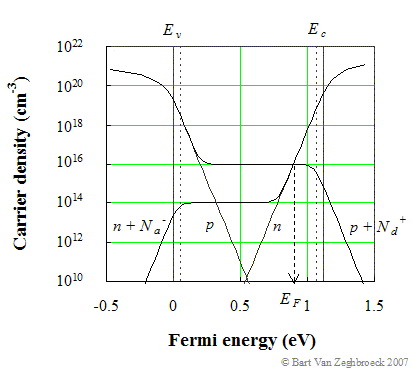 E_v E_c
10^22
10^20
10^18
10^16
10^14
10^12
10^10
Carrier density (cm^-3)
n + N_a^- p n p + N_d^+
-0.5 0 0.5 1 1.5
E_F
Fermi energy (eV)
© Bart Van Zeghbroeck 2007